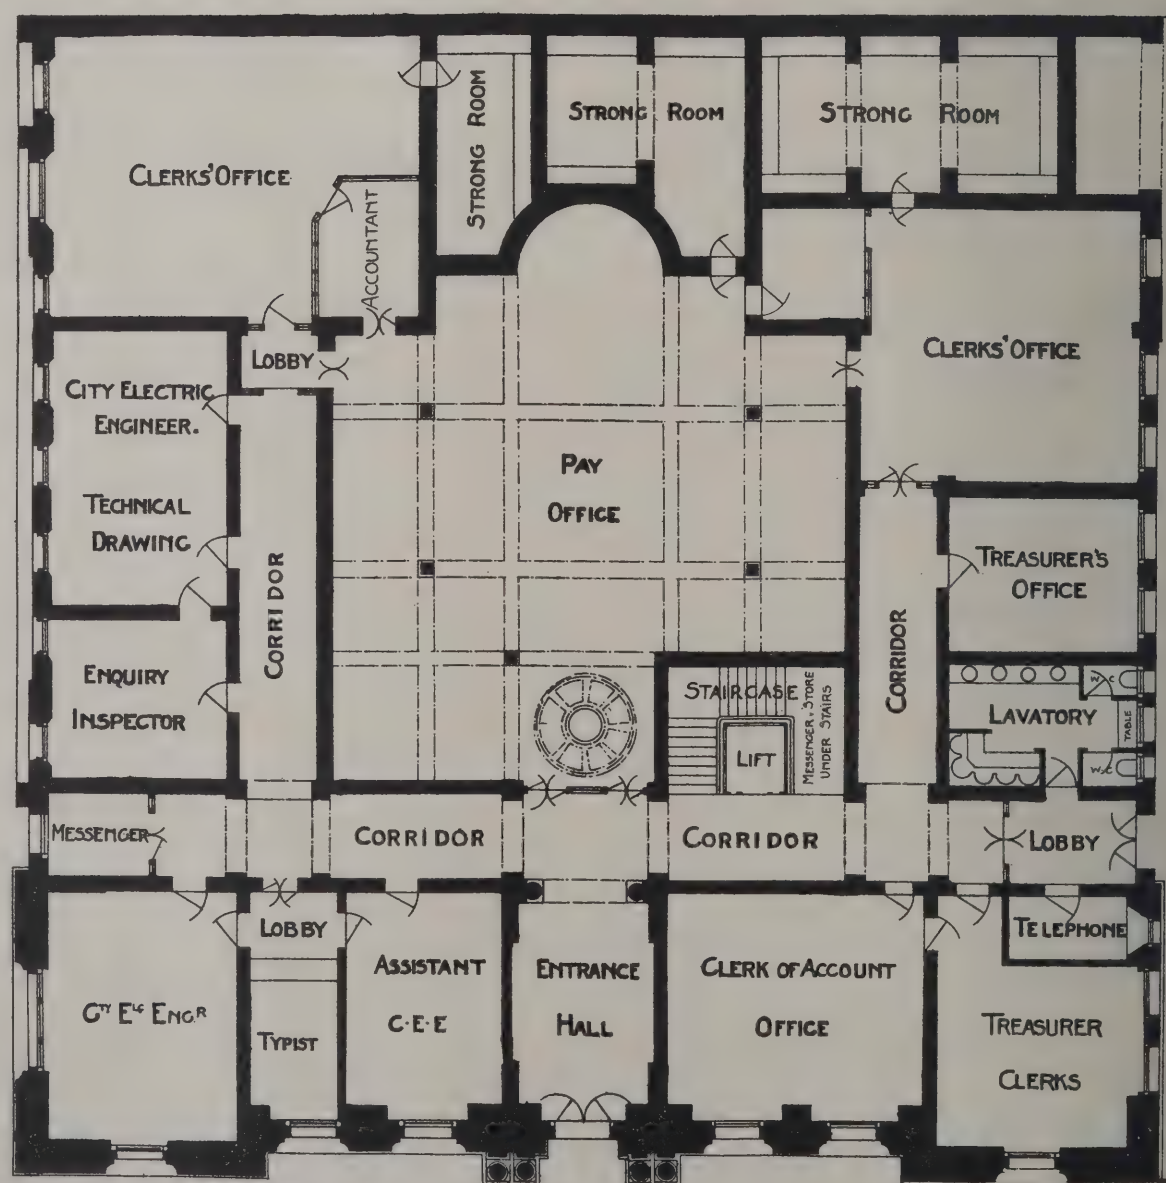 STRONG ROOM
STRONG ROOM
STRONG ROOM
CLERKS' OFFICE
ACCOUNTANT
LOBBY
CLERKS' OFFICE
CITY ELECTRIC
ENGINEER.
TECHNICAL
DRAWING
PAY
OFFICE
CORRIDOR
TREASURER'S
OFFICE
CORRIDOR
ENQUIRY
INSPECTOR
STAIRCASE
MESSENGER. STORE
UNDER STAIRS
LIFT
W.C
LAVATORY
TABLE
W.C
MESSENGER
CORRIDOR
CORRIDOR
LOBBY
LOBBY
TELEPHONE
CTY ELC ENGR
TYPIST
ASSISTANT
C.E.E
ENTRANCE
HALL
CLERK OF ACCOUNT
OFFICE
TREASURER
CLERKS